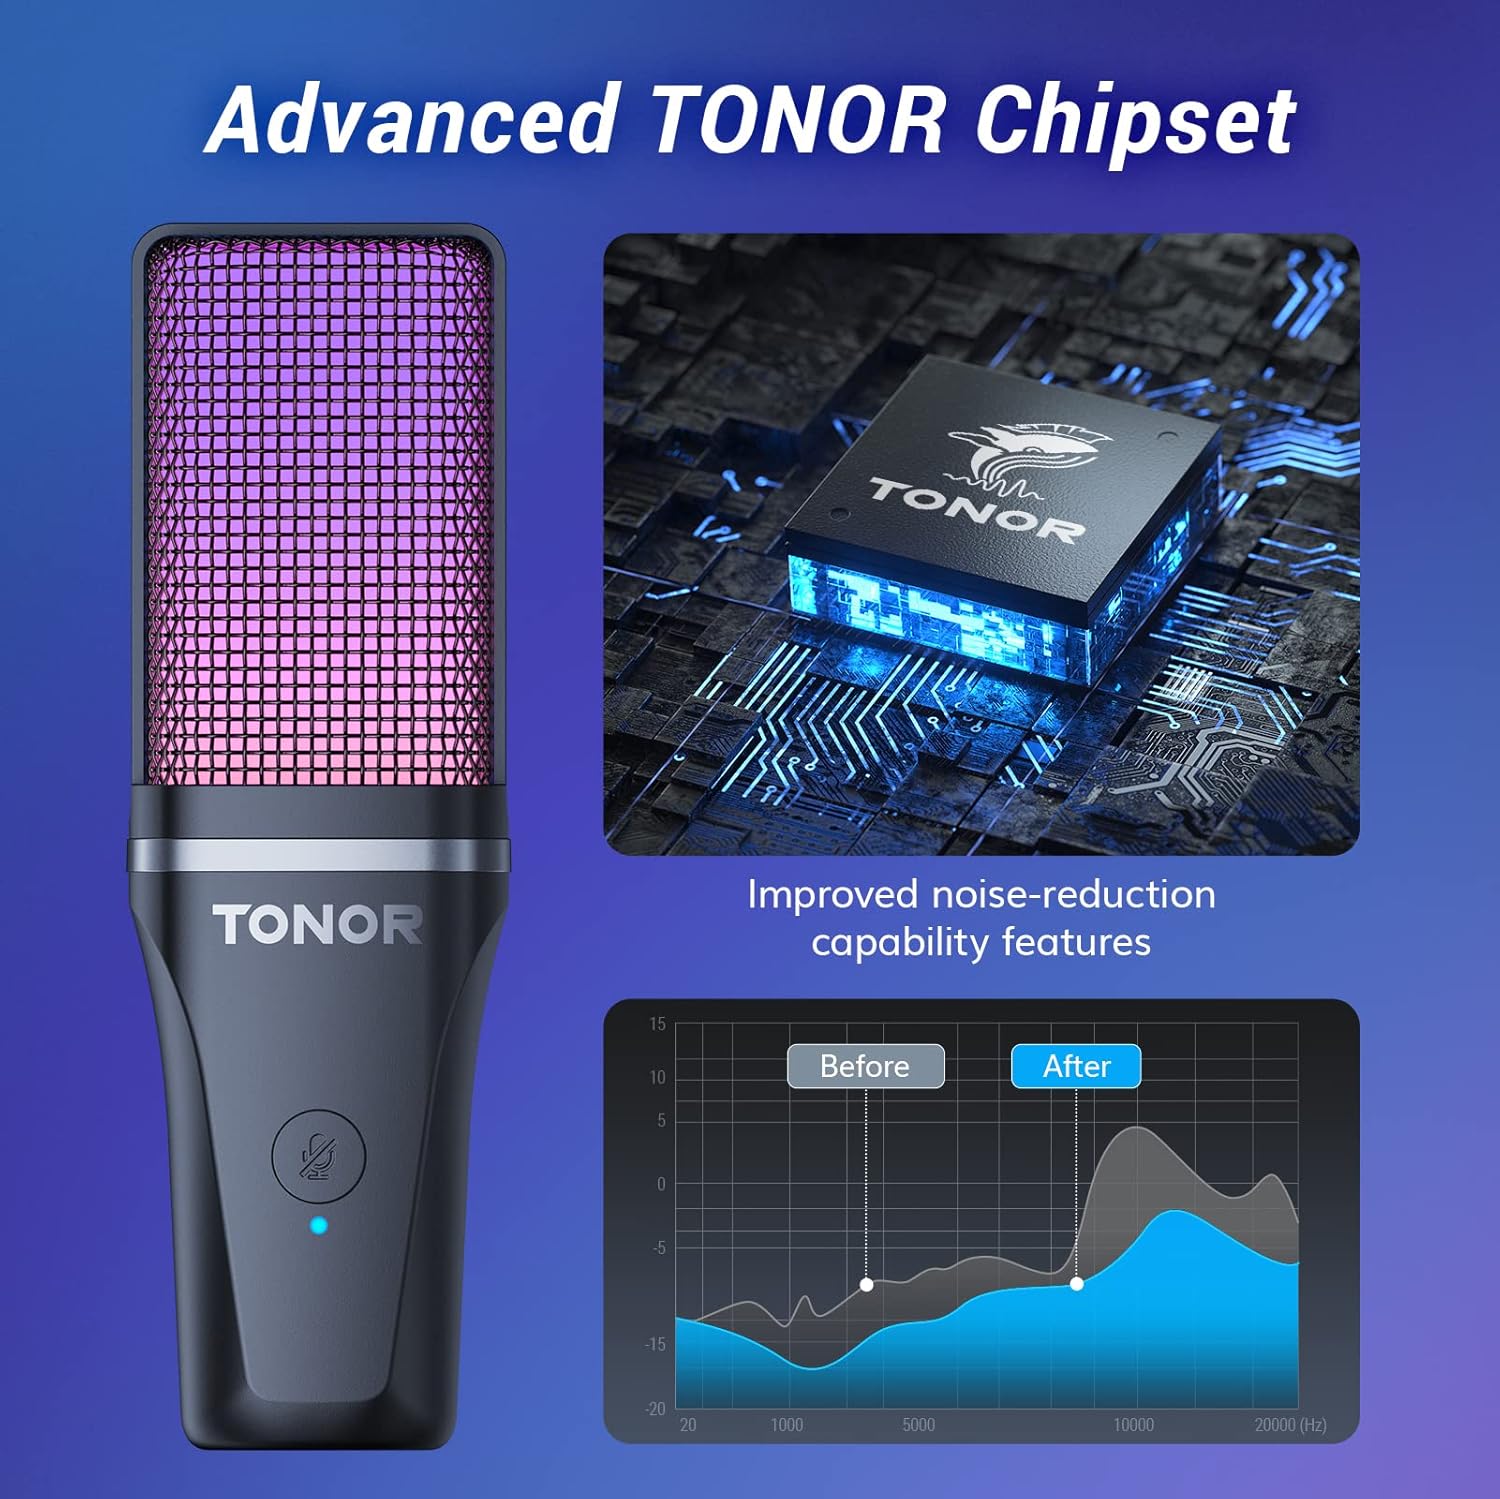 Advanced TONOR Chipset
TONOR
TONOR
Improved noise-reduction
capability features
Before
After
15
10
5
0
-5
-15
-20
20
1000
5000
10000
20000 (Hz)